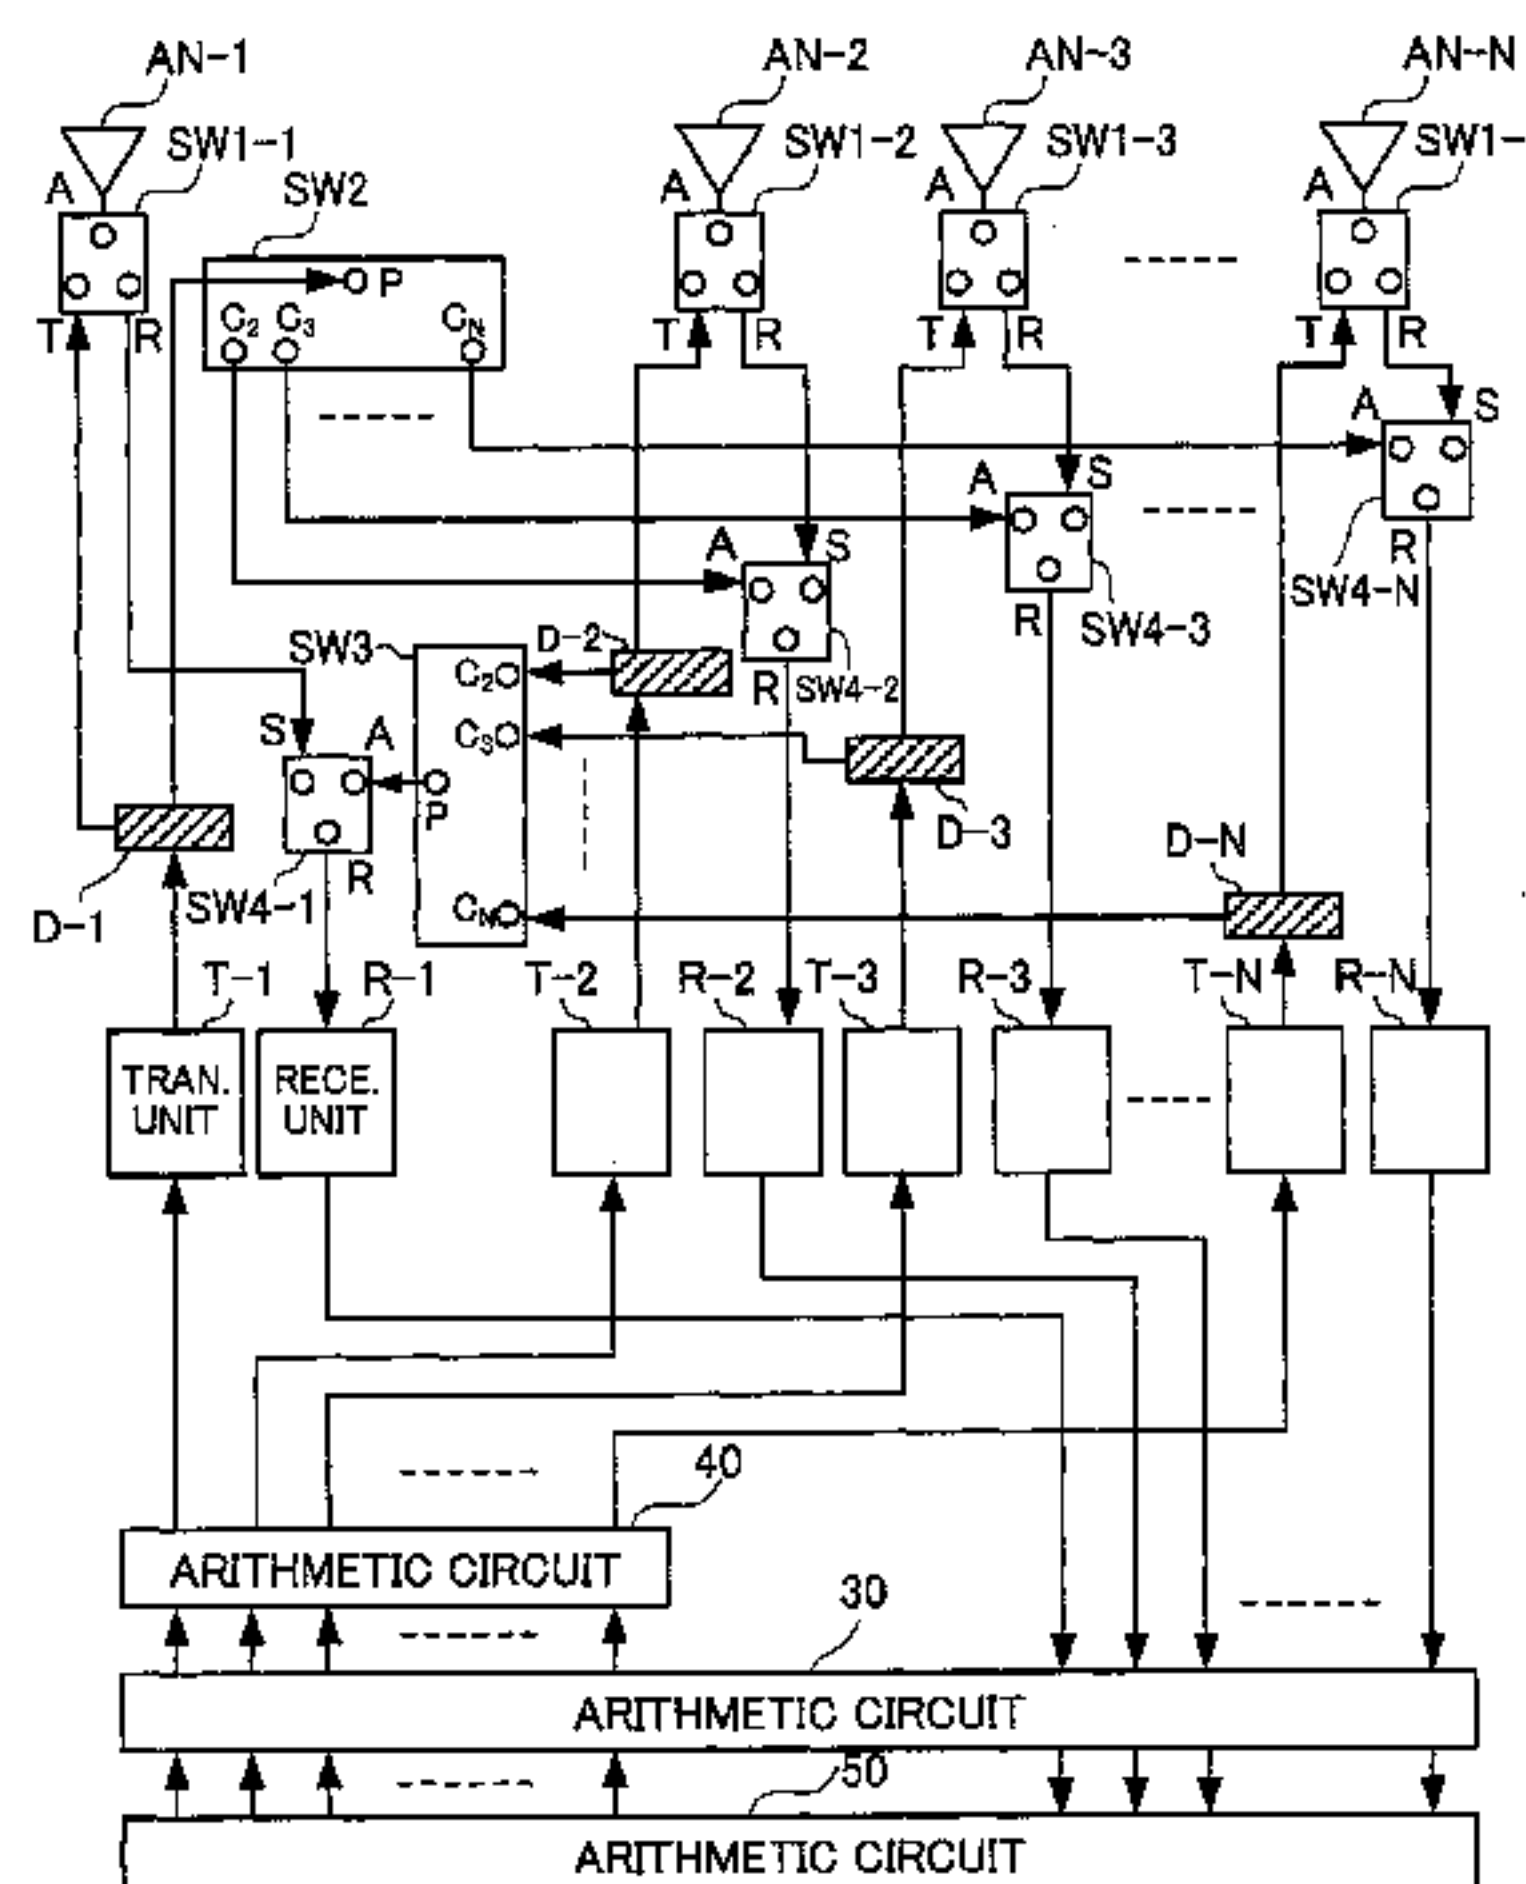 AN-1
AN-2
AN-3
AN-N
SW1-1
SW1-2
SW1-3
SW1-
A
A
A
A
SW2
P
C2 C3 CN
T R
T R
T R
T R
A S
A S
SW4-N
R
A S
SW4-3
R
SW3
D-2
C2
R
SW4-2
S A
C3
P
D-3
D-N
R
SW4-1
CN
D-1
T-1
R-1
T-2
R-2
T-3
R-3
T-N
R-N
TRAN.
UNIT
RECE.
UNIT
40
ARITHMETIC CIRCUIT
30
ARITHMETIC CIRCUIT
50
ARITHMETIC CIRCUIT